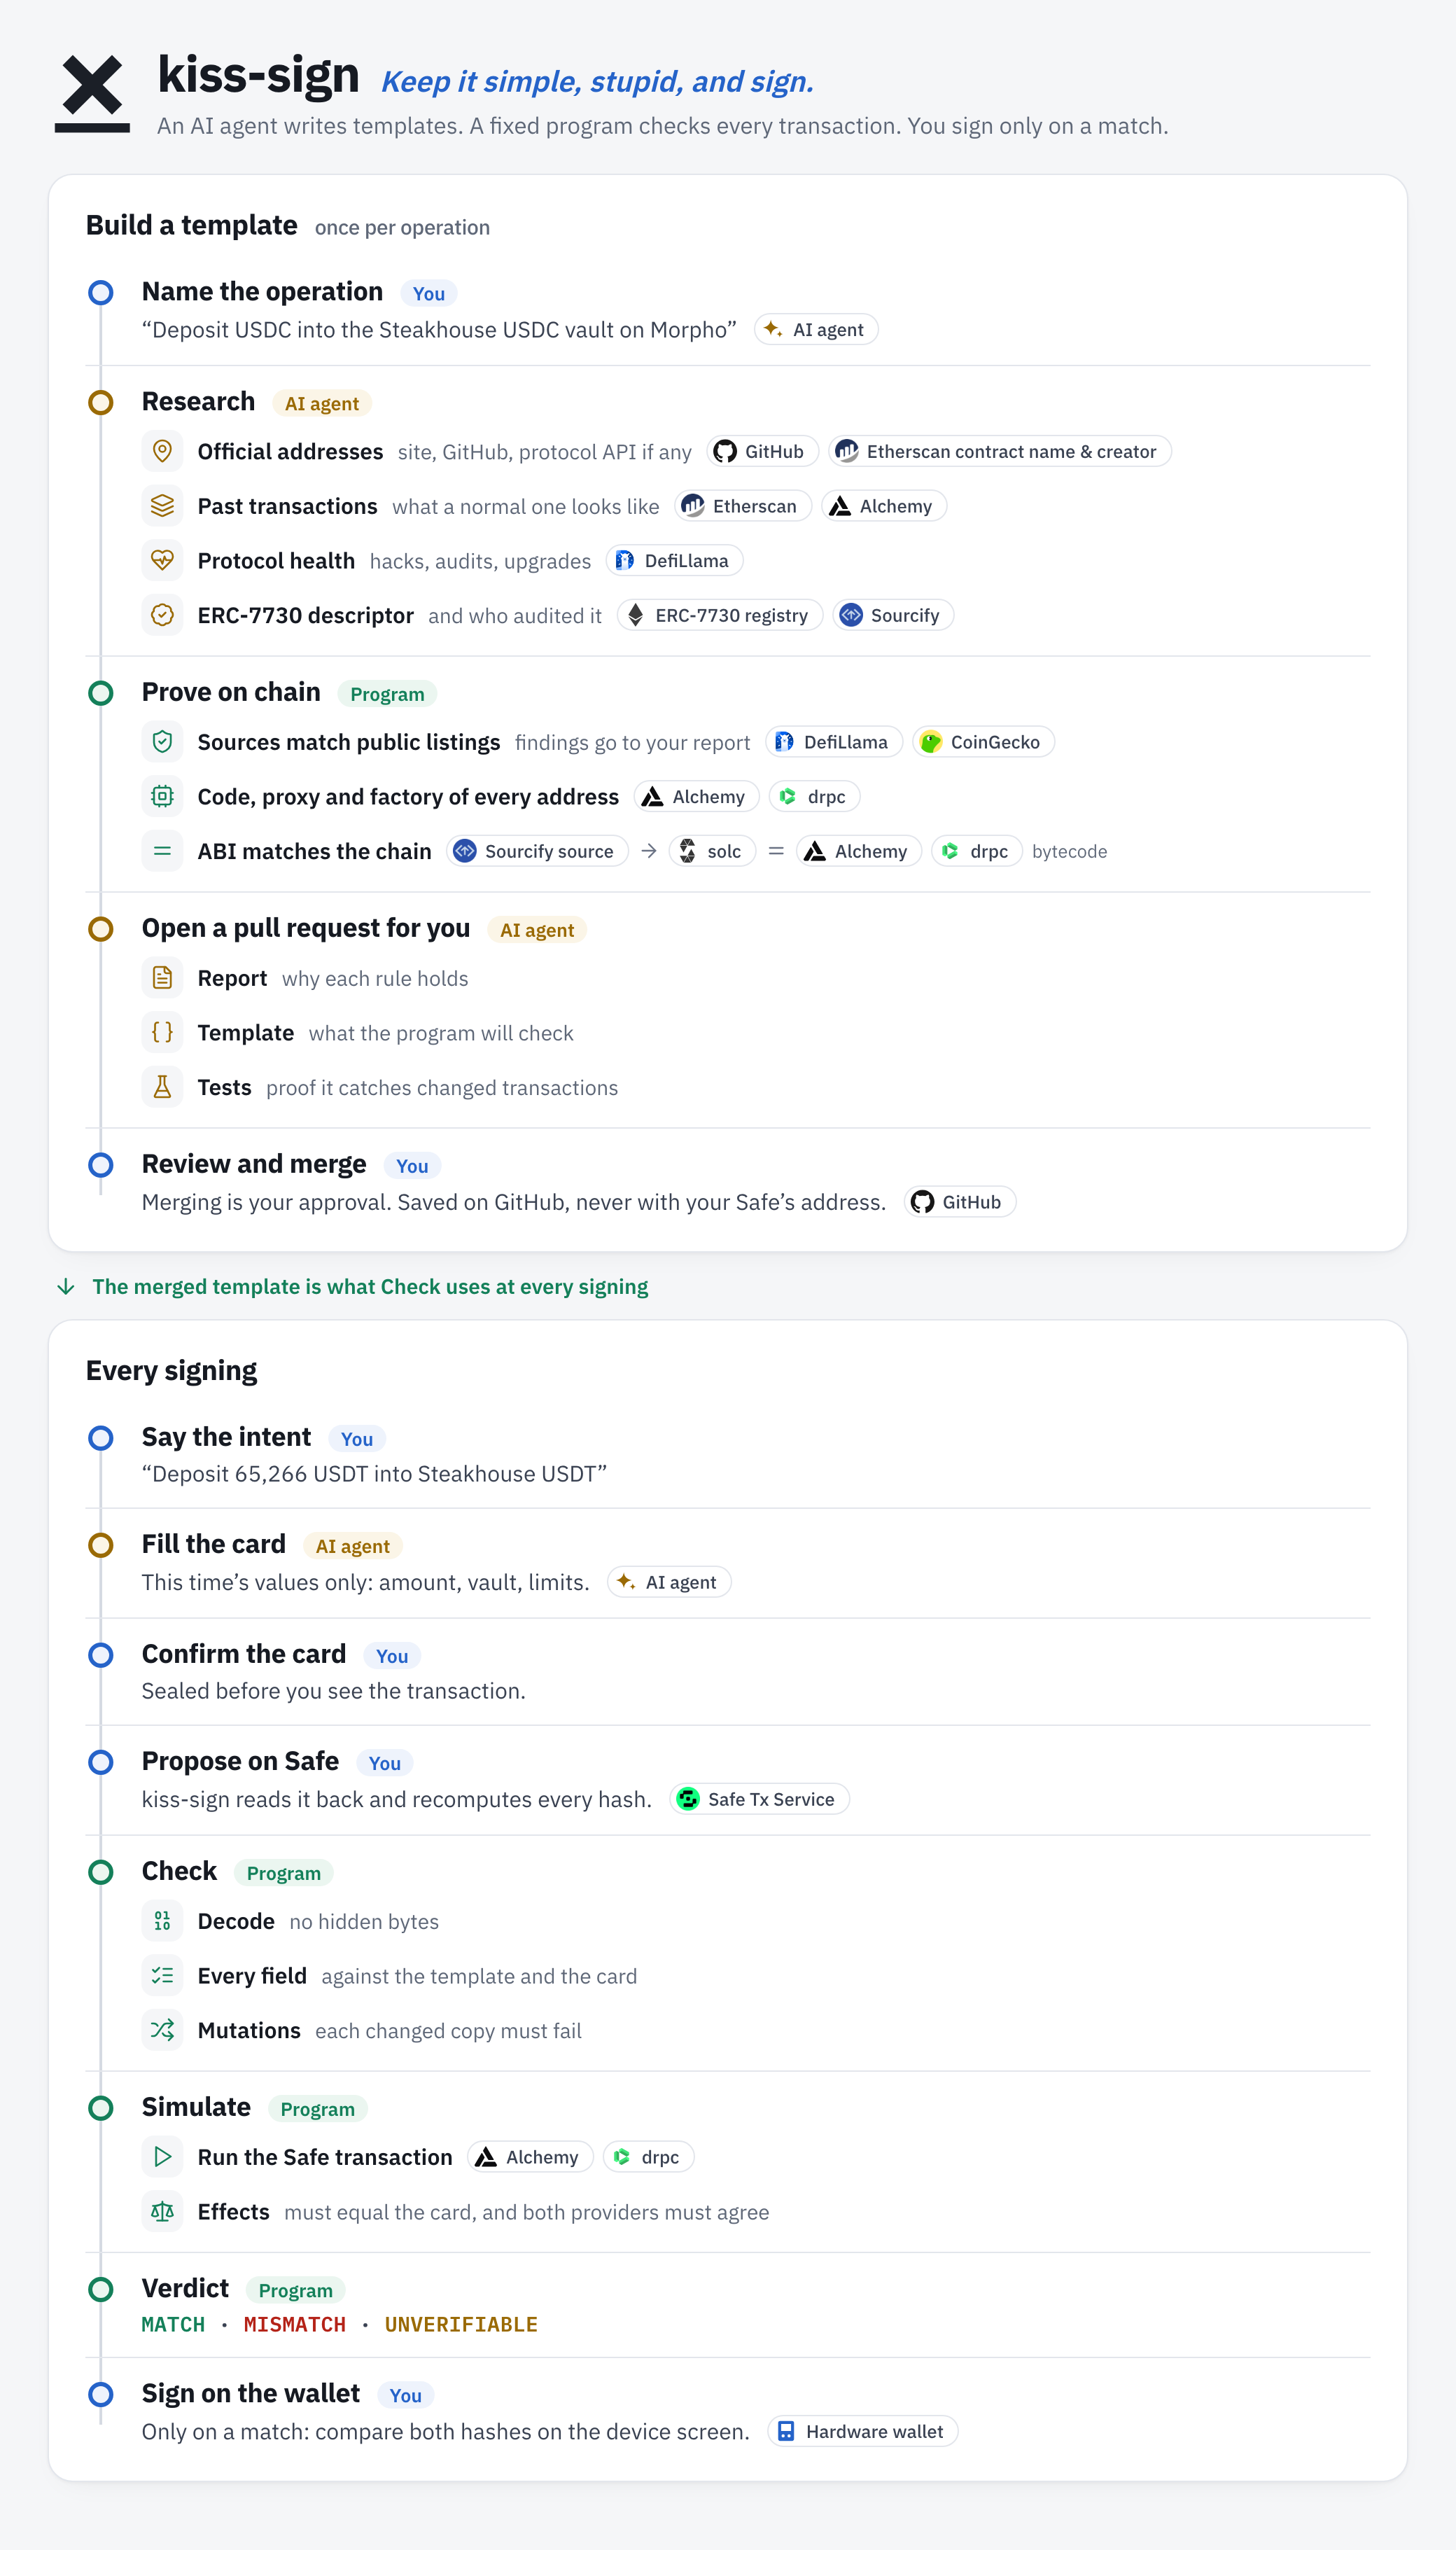 kiss-sign Keep it simple, stupid, and sign.
An AI agent writes templates. A fixed program checks every transaction. You sign only on a match.
Build a template once per operation
Name the operation You
“Deposit USDC into the Steakhouse USDC vault on Morpho” AI agent
Research AI agent
Official addresses site, GitHub, protocol API if any GitHub Etherscan contract name & creator
Past transactions what a normal one looks like Etherscan Alchemy
Protocol health hacks, audits, upgrades DefiLlama
ERC-7730 descriptor and who audited it ERC-7730 registry Sourcify
Prove on chain Program
Sources match public listings findings go to your report DefiLlama CoinGecko
Code, proxy and factory of every address Alchemy drpc
ABI matches the chain Sourcify source → solc = Alchemy drpc bytecode
Open a pull request for you AI agent
Report why each rule holds
Template what the program will check
Tests proof it catches changed transactions
Review and merge You
Merging is your approval. Saved on GitHub, never with your Safe’s address. GitHub
↓ The merged template is what Check uses at every signing
Every signing
Say the intent You
“Deposit 65,266 USDT into Steakhouse USDT”
Fill the card AI agent
This time’s values only: amount, vault, limits. AI agent
Confirm the card You
Sealed before you see the transaction.
Propose on Safe You
kiss-sign reads it back and recomputes every hash. Safe Tx Service
Check Program
Decode no hidden bytes
Every field against the template and the card
Mutations each changed copy must fail
Simulate Program
Run the Safe transaction Alchemy drpc
Effects must equal the card, and both providers must agree
Verdict Program
MATCH · MISMATCH · UNVERIFIABLE
Sign on the wallet You
Only on a match: compare both hashes on the device screen. Hardware wallet